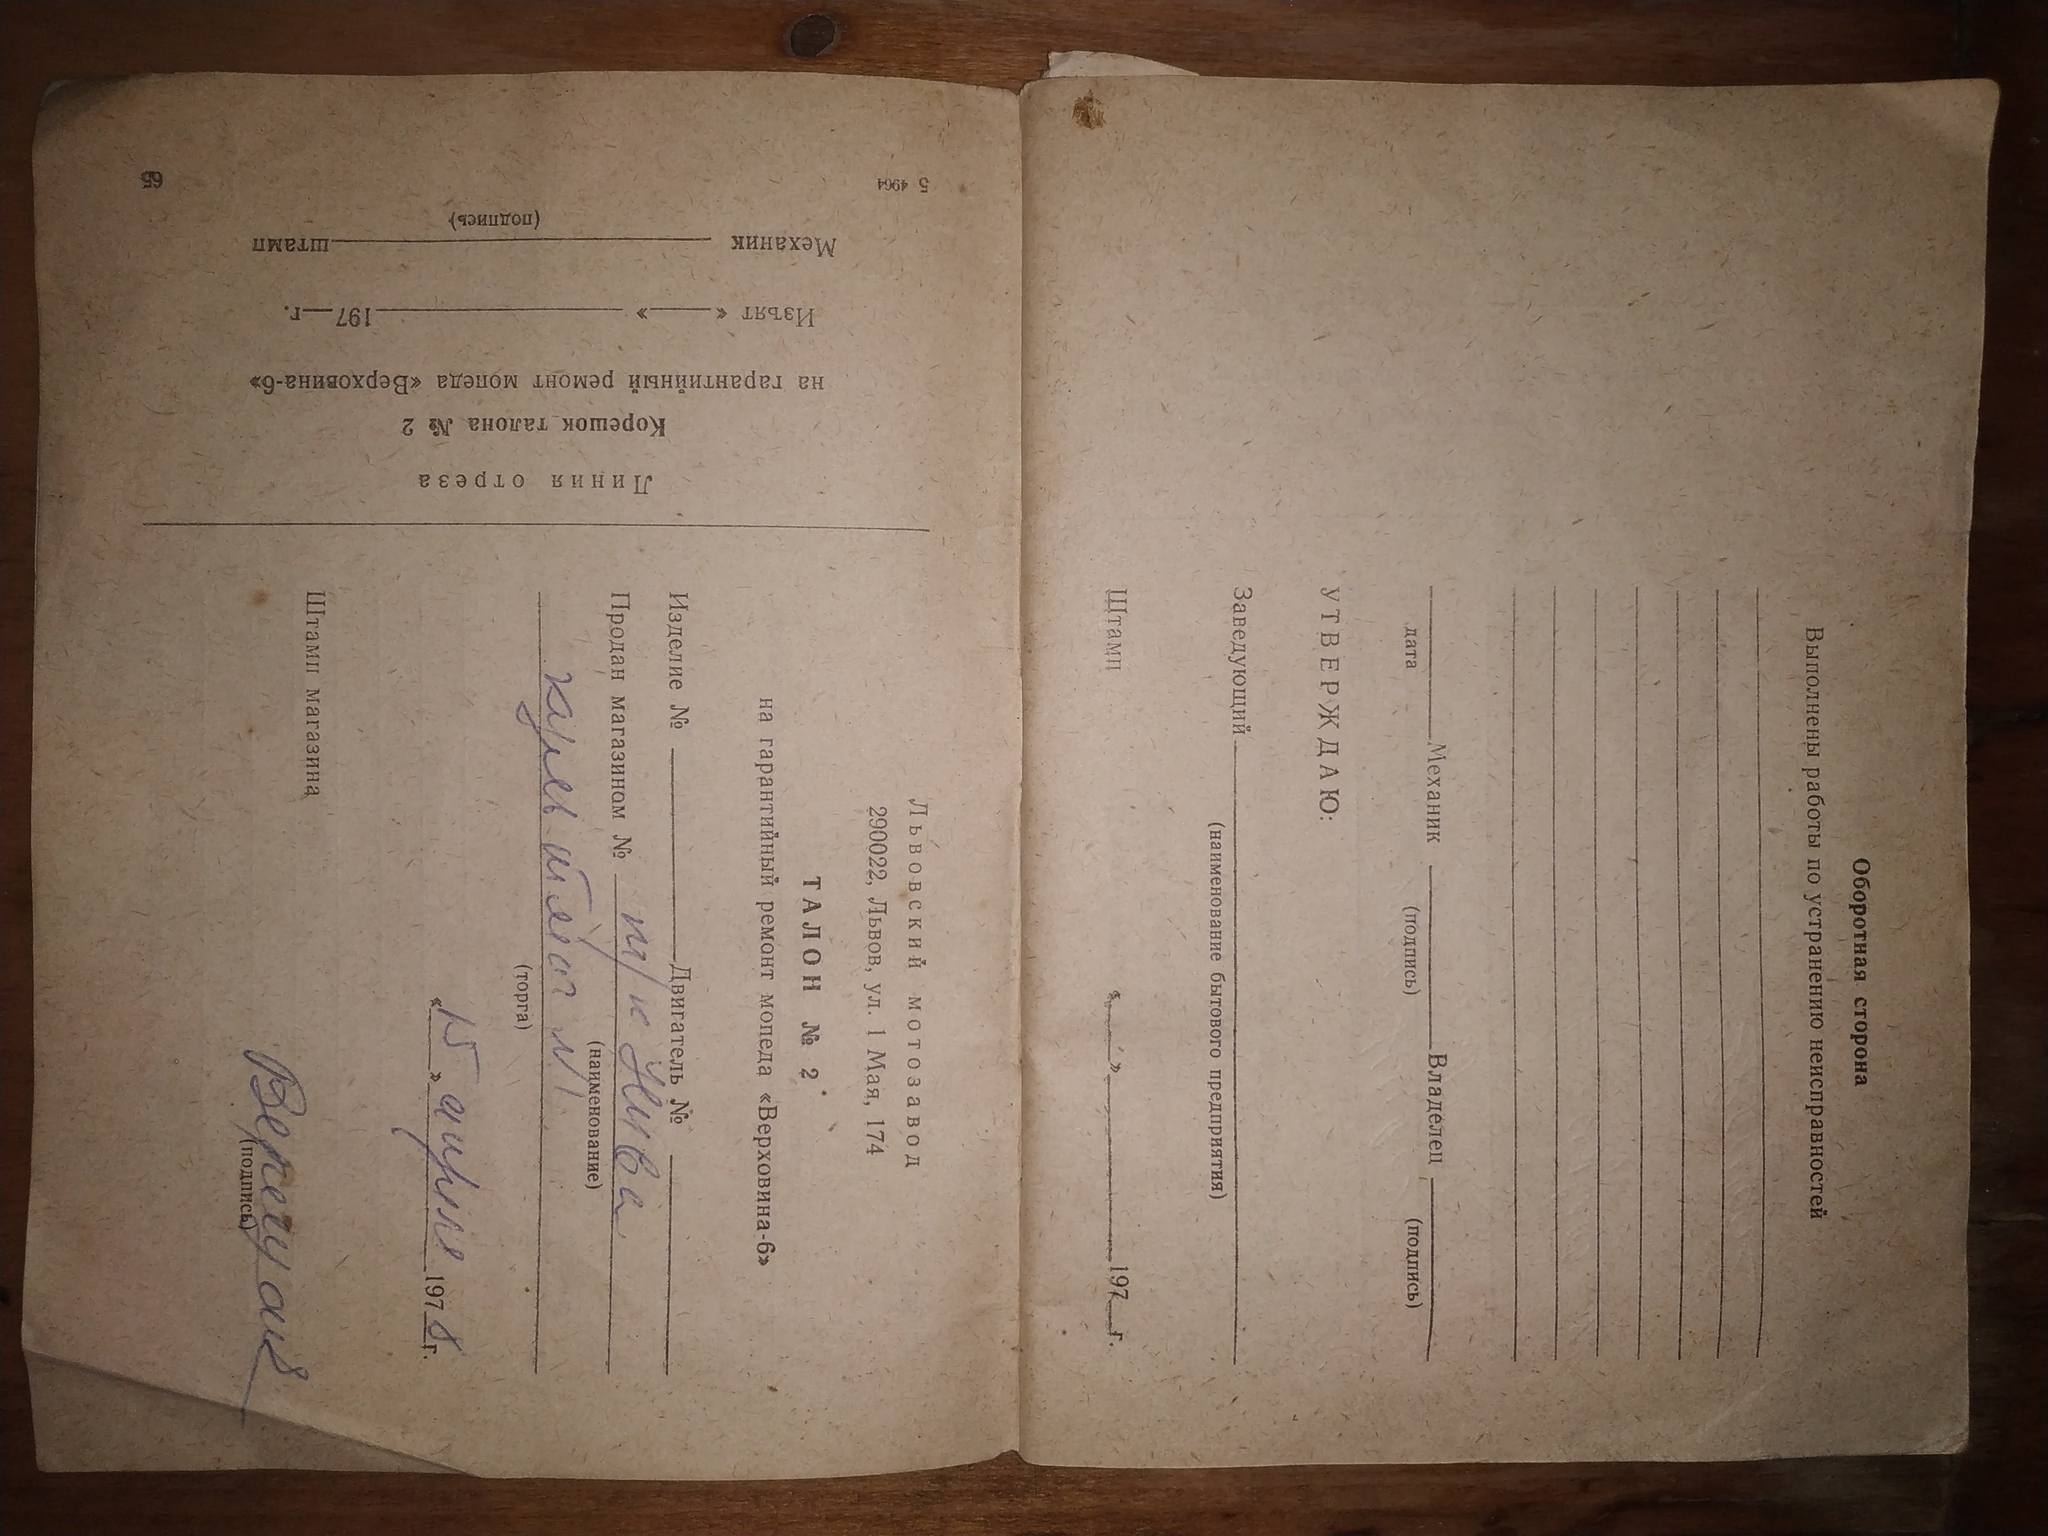 5 4964
65
Механик штамп
(подпись)
Изъят « » 197 г.
на гарантийный ремонт мопеда «Верховина-6»
Корешок талона № 2
Линия отреза
Львовский мотозавод
290022, Львов, ул. 1 Мая, 174
ТАЛОН № 2
на гарантийный ремонт мопеда «Верховина-6»
Изделие № Двигатель №
Продан магазином № Нива
(наименование)
(торга)
«15» апреля 1978 г.
Штамп магазина
(подпись)
Оборотная сторона
Выполнены работы по устранению неисправностей
Механик Владелец
дата (подпись) (подпись)
УТВЕРЖДАЮ:
Заведующий
(наименование бытового предприятия)
Штамп « » 197 г.